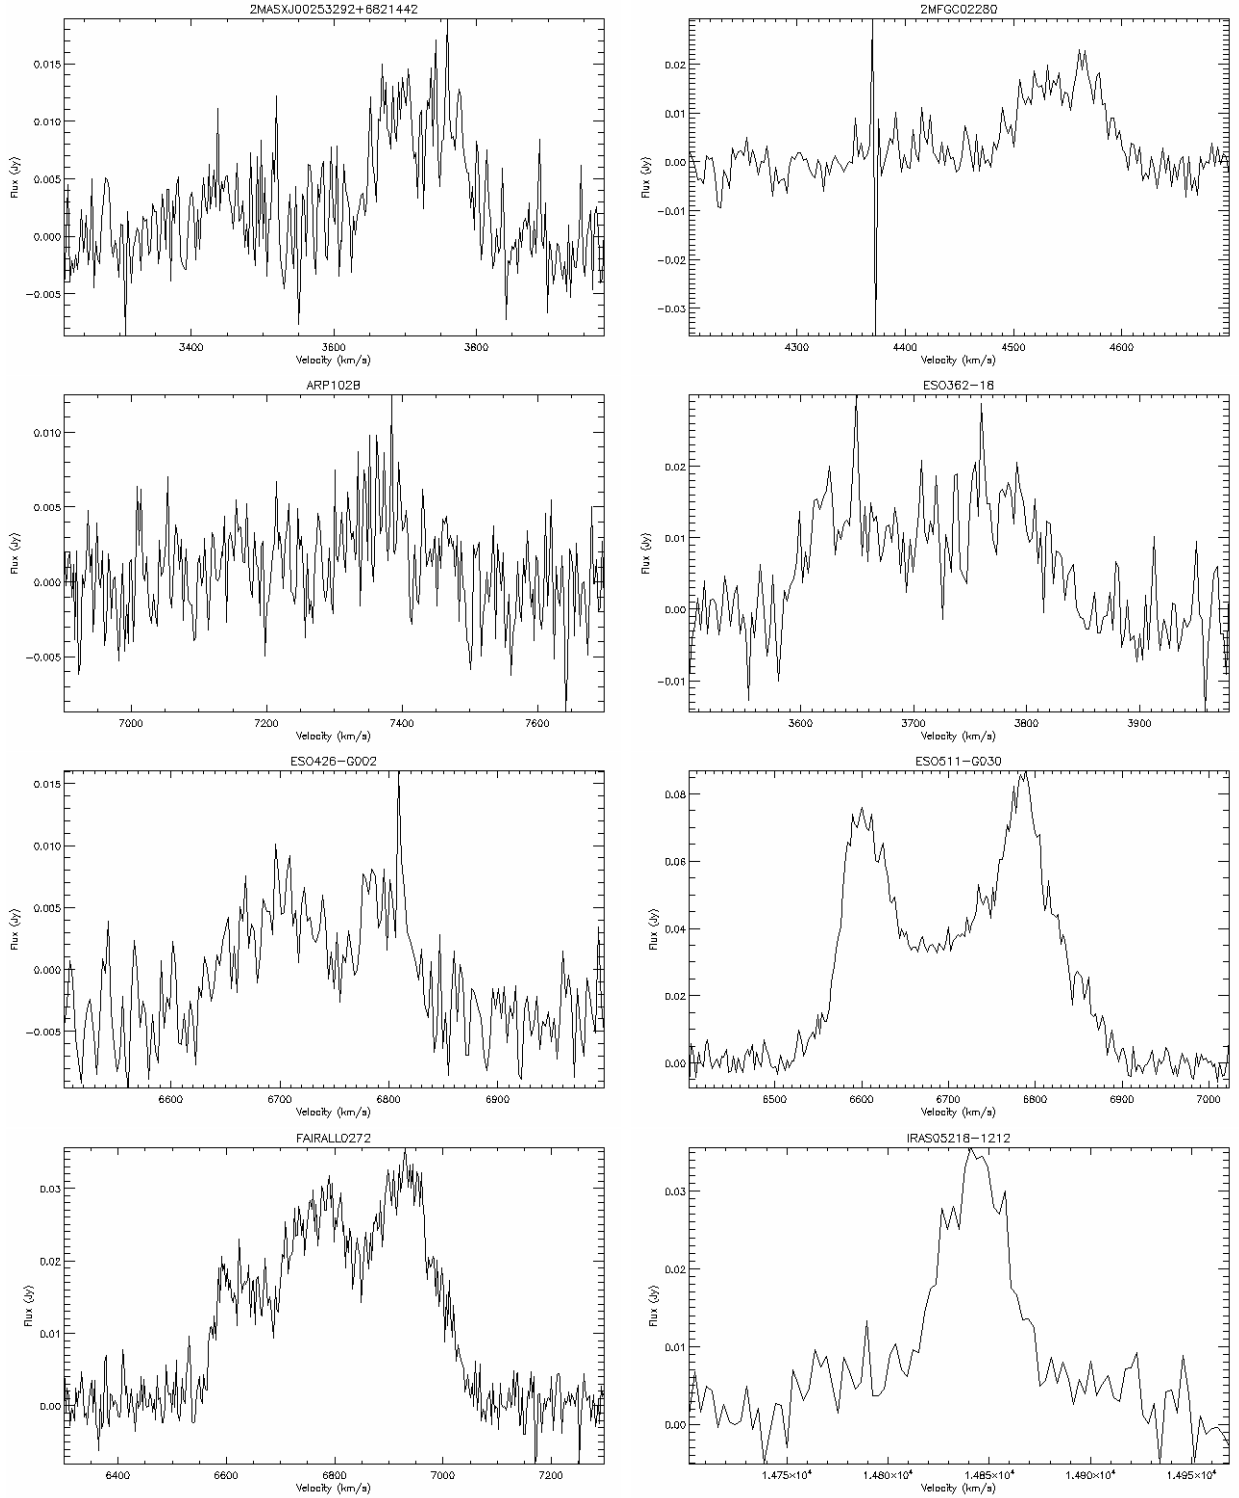 2MASXJ00253292+6821442
0.015
0.010
0.005
0.000
−0.005
Flux (Jy)
3400 3600 3800
Velocity (km/s)
2MFGC02280
0.02
0.01
0.00
−0.01
−0.02
−0.03
Flux (Jy)
4300 4400 4500 4600
Velocity (km/s)
ARP102B
0.010
0.005
0.000
−0.005
Flux (Jy)
7000 7200 7400 7600
Velocity (km/s)
ESO362−18
0.02
0.01
0.00
−0.01
Flux (Jy)
3600 3700 3800 3900
Velocity (km/s)
ESO426−G002
0.015
0.010
0.005
0.000
−0.005
Flux (Jy)
6600 6700 6800 6900
Velocity (km/s)
ESO511−G030
0.08
0.06
0.04
0.02
0.00
Flux (Jy)
6500 6600 6700 6800 6900 7000
Velocity (km/s)
FAIRALL0272
0.03
0.02
0.01
0.00
Flux (Jy)
6400 6600 6800 7000 7200
Velocity (km/s)
IRAS05218−1212
0.03
0.02
0.01
0.00
Flux (Jy)
1.475×10⁴ 1.480×10⁴ 1.485×10⁴ 1.490×10⁴ 1.495×10⁴
Velocity (km/s)